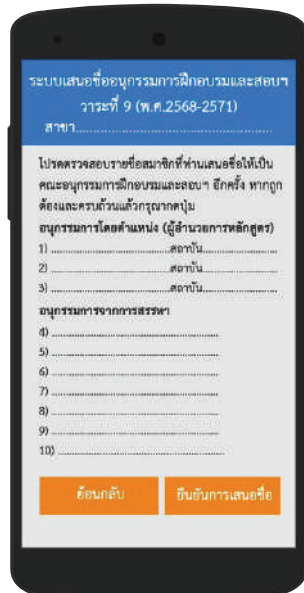 ระบบเสนอชื่ออนุกรรมการฝึกอบรมและสอบฯ
วาระที่ 9 (พ.ศ.2568-2571)
สาขา.......................................................
โปรดตรวจสอบรายชื่อสมาชิกที่ท่านเสนอชื่อให้เป็น
คณะอนุกรรมการฝึกอบรมและสอบฯ อีกครั้ง หากถูก
ต้องและครบถ้วนแล้วกรุณากดปุ่ม
อนุกรรมการโดยตำแหน่ง (ผู้อำนวยการหลักสูตร)
1) ..........................................สถาบัน.....................
2) ..........................................สถาบัน.....................
3) ..........................................สถาบัน.....................
อนุกรรมการจากการสรรหา
4) .......................................................
5) .......................................................
6) .......................................................
7) .......................................................
8) .......................................................
9) .......................................................
10) .......................................................
ย้อนกลับ
ยืนยันการเสนอชื่อ